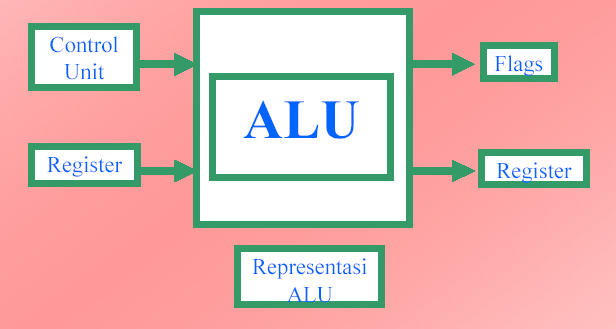 Control
Unit
Register
ALU
Flags
Register
Representasi
ALU